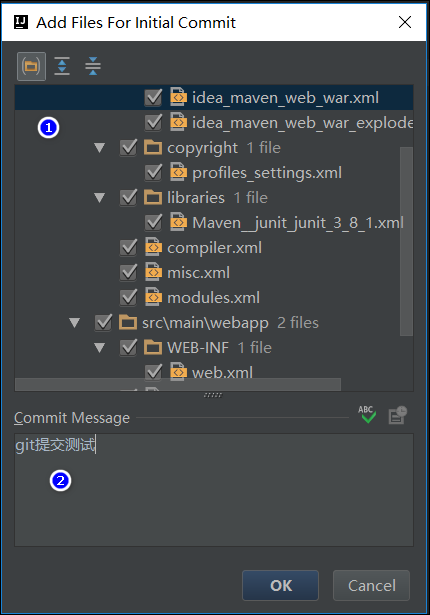 Add Files For Initial Commit
idea_maven_web_war.xml
1
idea_maven_web_war_explode
copyright 1 file
profiles_settings.xml
libraries 1 file
Maven__junit_junit_3_8_1.xml
compiler.xml
misc.xml
modules.xml
src\main\webapp 2 files
WEB-INF 1 file
web.xml
Commit Message
ABC
git提交测试
2
OK
Cancel